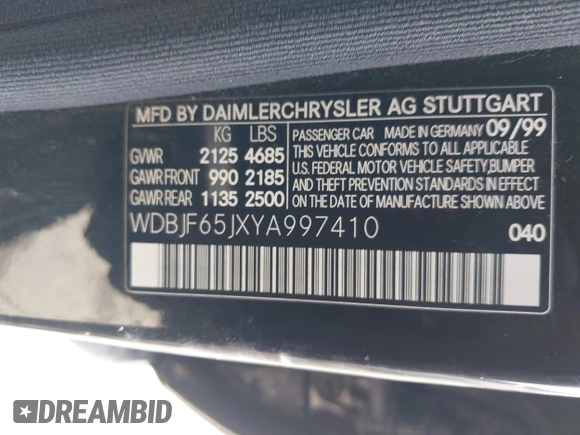 MFD BY DAIMLERCHRYSLER AG STUTTGART
KG LBS
GVWR 2125 4685
GAWR FRONT 990 2185
GAWR REAR 1135 2500
PASSENGER CAR MADE IN GERMANY 09/99
THIS VEHICLE CONFORMS TO ALL APPLICABLE
U.S. FEDERAL MOTOR VEHICLE SAFETY, BUMPER
AND THEFT PREVENTION STANDARDS IN EFFECT
ON THE DATE OF MANUFACTURE SHOWN ABOVE
WDBJF65JXYA997410
040
DREAMBID